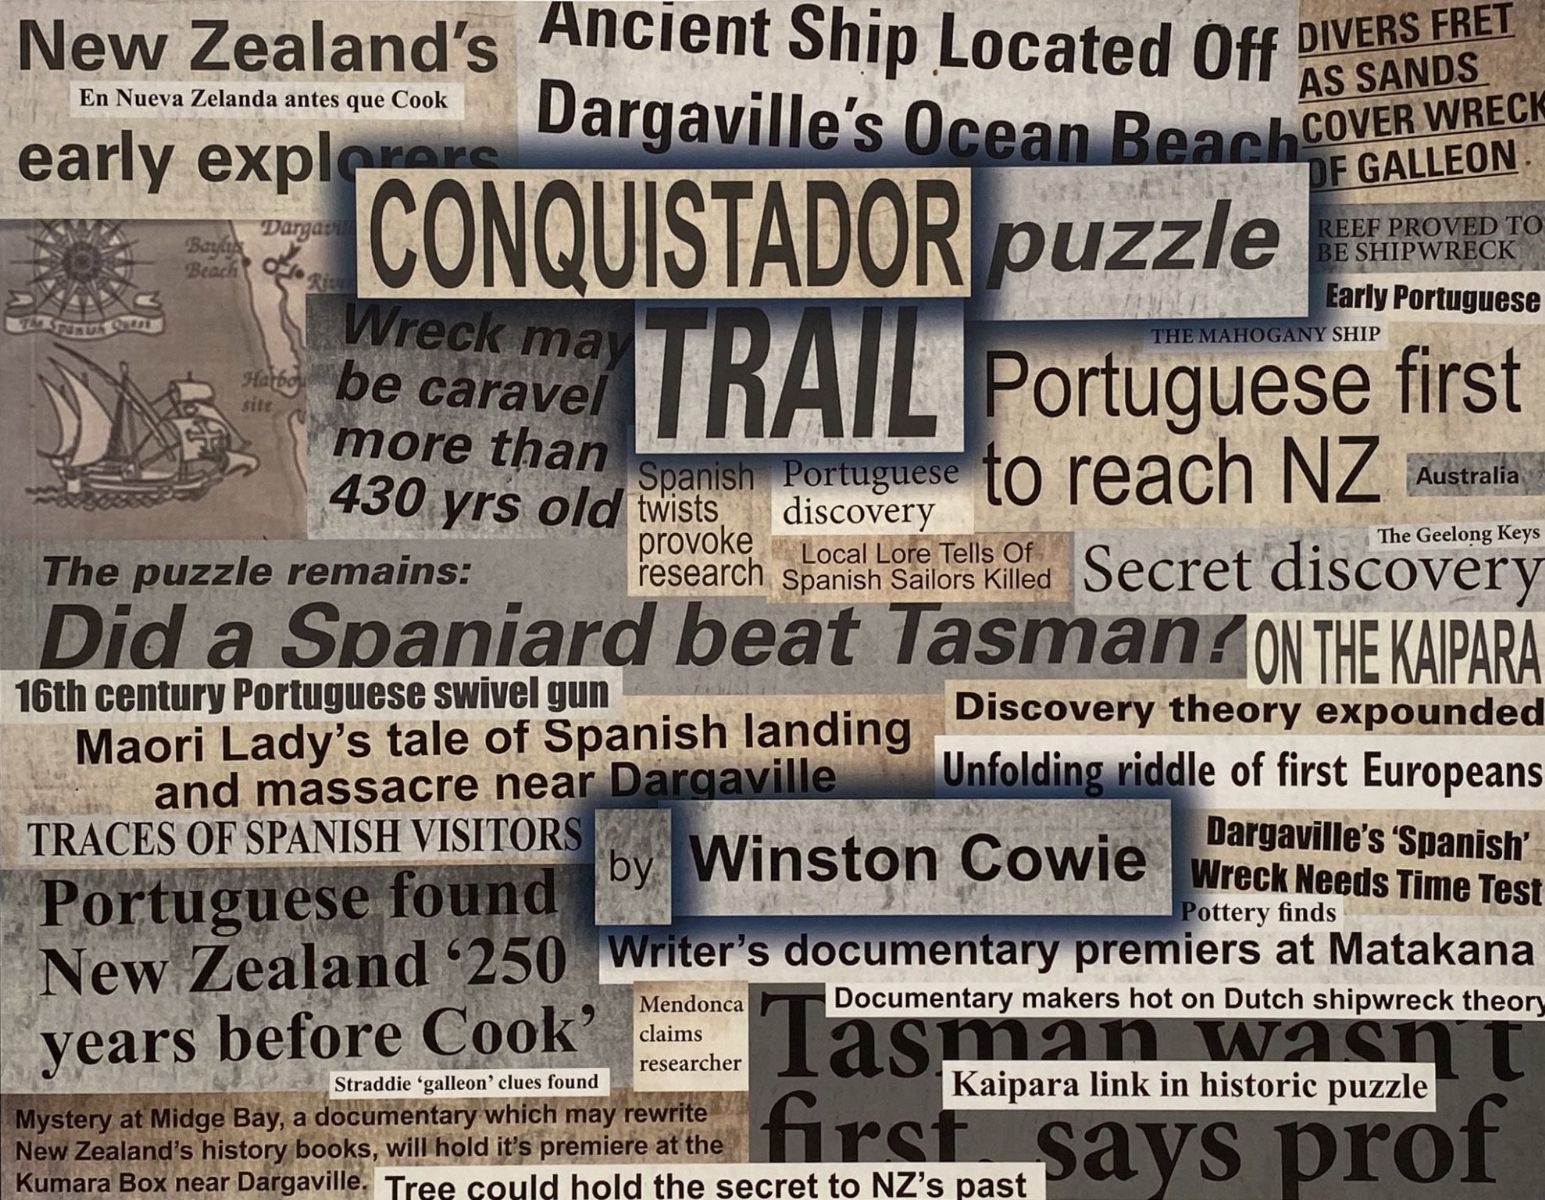 New Zealand's
En Nueva Zelanda antes que Cook
early explorers
Ancient Ship Located Off
Dargaville's Ocean Beach
DIVERS FRET
AS SANDS
COVER WRECK
OF GALLEON.
CONQUISTADOR puzzle
TRAIL
REEF PROVED TO
BE SHIPWRECK
Early Portuguese
Dargavil
Baylys
Beach
The Spanish Quest
Harbou
site
Wreck may
be caravel
more than
430 yrs old
THE MAHOGANY SHIP
Portuguese first
to reach NZ
Australia
Spanish
twists
provoke
research
Portuguese
discovery
Local Lore Tells Of
Spanish Sailors Killed
The Geelong Keys
Secret discovery
The puzzle remains:
Did a Spaniard beat Tasman?
ON THE KAIPARA
16th century Portuguese swivel gun
Maori Lady's tale of Spanish landing
and massacre near Dargaville
Discovery theory expounded
Unfolding riddle of first Europeans
TRACES OF SPANISH VISITORS
by Winston Cowie
Dargaville's 'Spanish'
Wreck Needs Time Test
Pottery finds
Portuguese found
New Zealand '250
years before Cook'
Writer's documentary premiers at Matakana
Mendonca
claims
researcher
Documentary makers hot on Dutch shipwreck theory
Tasman wasn't
Kaipara link in historic puzzle
first, says prof
Straddie 'galleon' clues found
Mystery at Midge Bay, a documentary which may rewrite
New Zealand's history books, will hold it's premiere at the
Kumara Box near Dargaville.
Tree could hold the secret to NZ's past